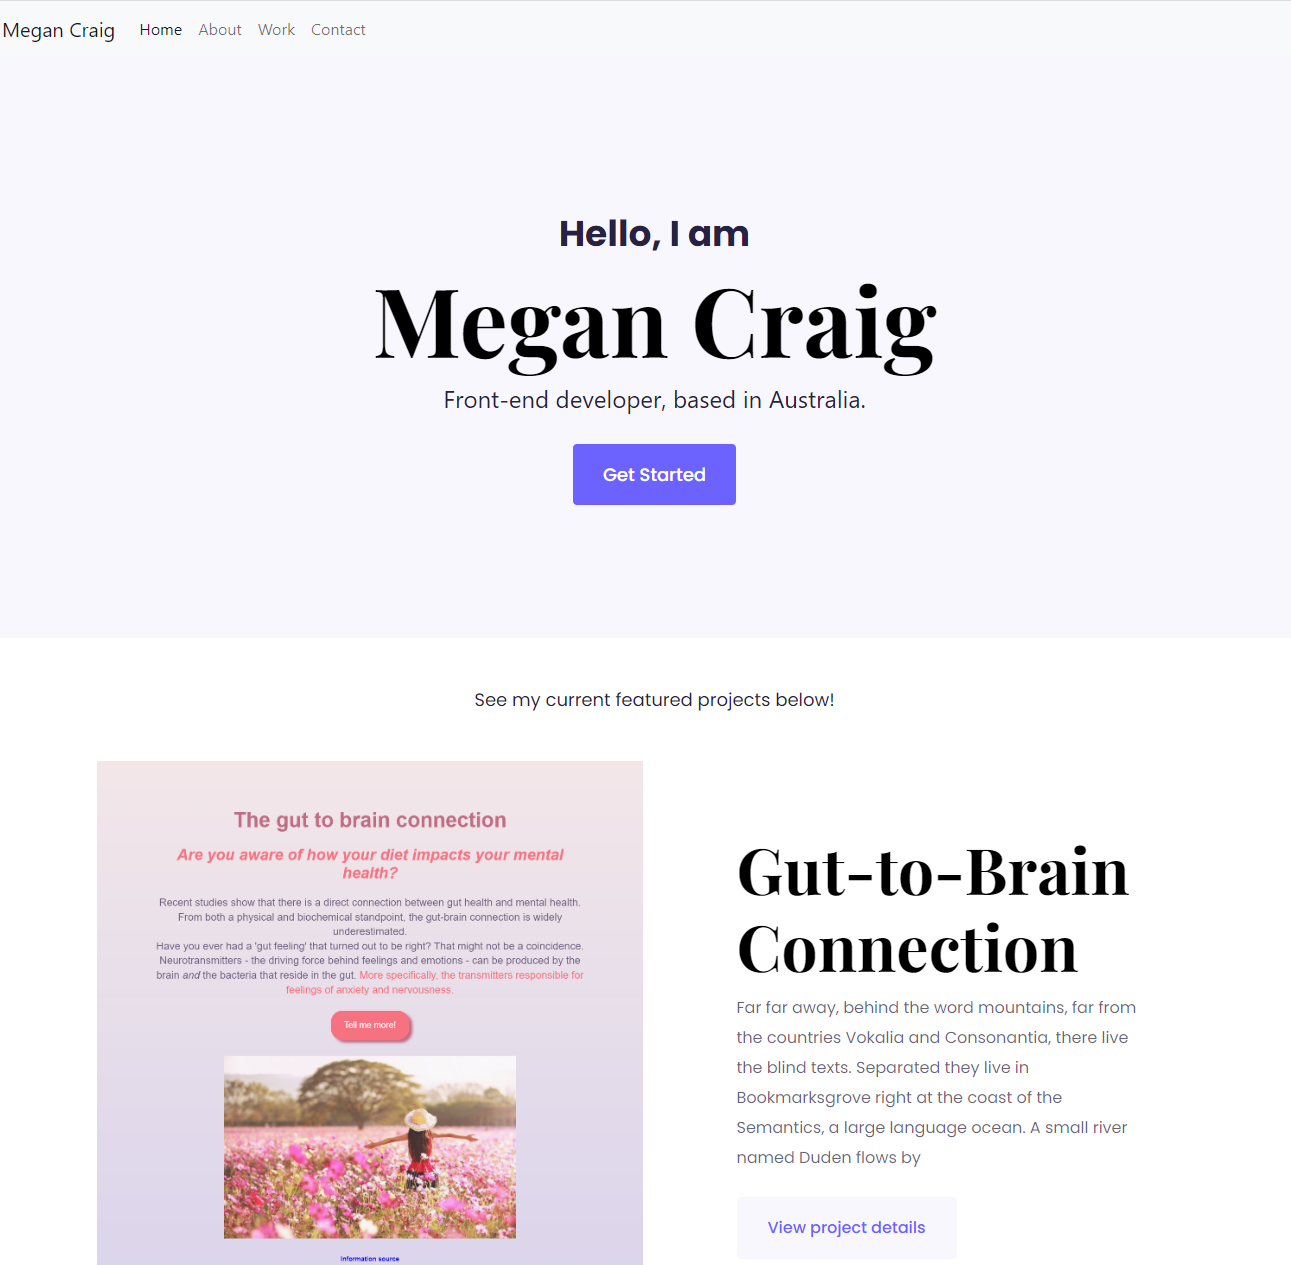 Megan Craig Home About Work Contact
Hello, I am
Megan Craig
Front-end developer, based in Australia.
Get Started
See my current featured projects below!
The gut to brain connection
Are you aware of how your diet impacts your mental
health?
Recent studies show that there is a direct connection between gut health and mental health.
From both a physical and biochemical standpoint, the gut-brain connection is widely
underestimated.
Have you ever had a 'gut feeling' that turned out to be right? That might not be a coincidence.
Neurotransmitters - the driving force behind feelings and emotions - can be produced by the
brain and the bacteria that reside in the gut. More specifically, the transmitters responsible for
feelings of anxiety and nervousness.
Tell me more!
Information source
Gut-to-Brain
Connection
Far far away, behind the word mountains, far from
the countries Vokalia and Consonantia, there live
the blind texts. Separated they live in
Bookmarksgrove right at the coast of the
Semantics, a large language ocean. A small river
named Duden flows by
View project details